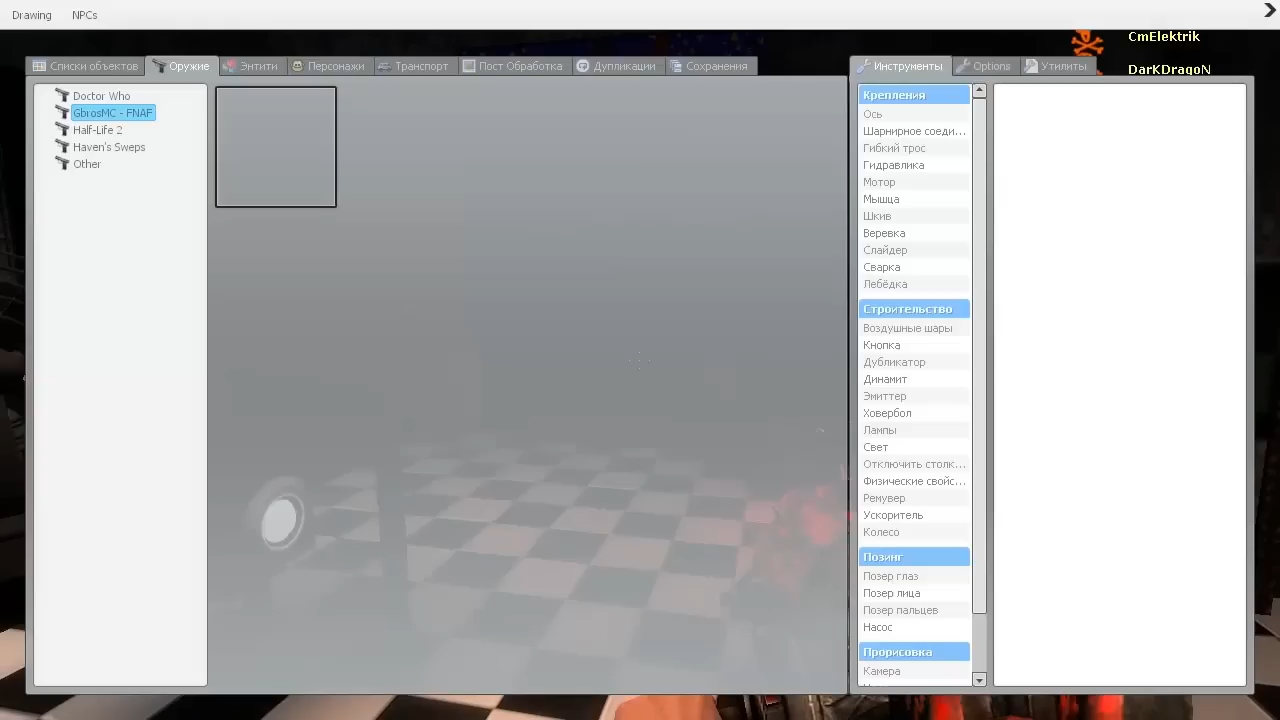 Drawing NPCs
CmElektrik
DarKDragoN
Списки объектов Оружие Энтити Персонажи Транспорт Пост Обработка Дупликации Сохранения
Инструменты Options Утилиты
Doctor Who
GbrosMC - FNAF
Half-Life 2
Haven's Sweps
Other
Крепления
Ось
Шарнирное соеди...
Гибкий трос
Гидравлика
Мотор
Мышца
Шкив
Веревка
Слайдер
Сварка
Лебёдка
Строительство
Воздушные шары
Кнопка
Дубликатор
Динамит
Эмиттер
Ховербол
Лампы
Свет
Отключить столк...
Физические свойс...
Ремувер
Ускоритель
Колесо
Позинг
Позер глаз
Позер лица
Позер пальцев
Насос
Прорисовка
Камера